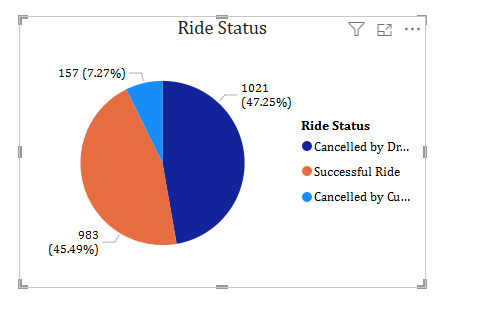 Ride Status
157 (7.27%)
1021
(47.25%)
Ride Status
Cancelled by Dr...
Successful Ride
Cancelled by Cu...
983
(45.49%)